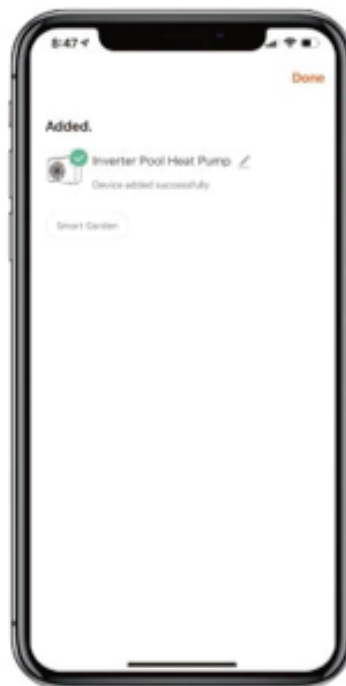 8:47
Done
Added.
Inverter Pool Heat Pump
Device added successfully
Smart Garden